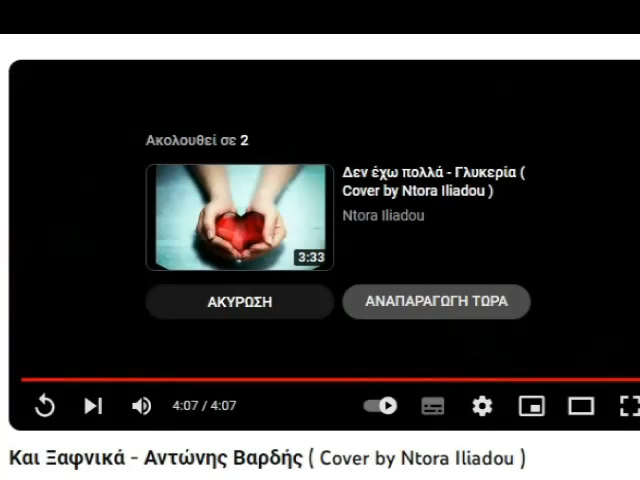 Ακολουθεί σε 2
Δεν έχω πολλά - Γλυκερία (
Cover by Ntora Iliadou )
Ntora Iliadou
3:33
ΑΚΥΡΩΣΗ
ΑΝΑΠΑΡΑΓΩΓΗ ΤΩΡΑ
4:07 / 4:07
Και Ξαφνικά - Αντώνης Βαρδής ( Cover by Ntora Iliadou )